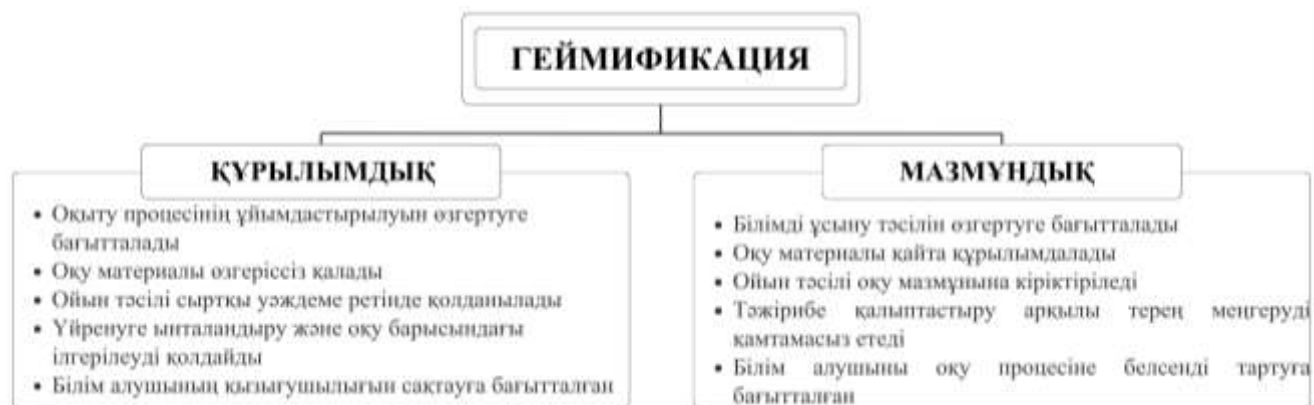 ГЕЙМИФИКАЦИЯ
ҚҰРЫЛЫМДЫҚ
• Оқыту процесінің ұйымдастырылуын өзгертуге
бағытталады
• Оқу материалы өзгеріссіз қалады
• Ойын тәсілі сыртқы уәждеме ретінде қолданылады
• Үйренуге ынталандыру және оқу барысындағы
ілгерілеуді қолдайды
• Білім алушының қызығушылығын сақтауға бағытталған
МАЗМҰНДЫҚ
• Білімді ұсыну тәсілін өзгертуге бағытталады
• Оқу материалы қайта құрылымдалады
• Ойын тәсілі оқу мазмұнына кіріктіріледі
• Тәжірибе қалыптастыру арқылы терең меңгеруді
қамтамасыз етеді
• Білім алушыны оқу процесіне белсенді тартуға
бағытталған